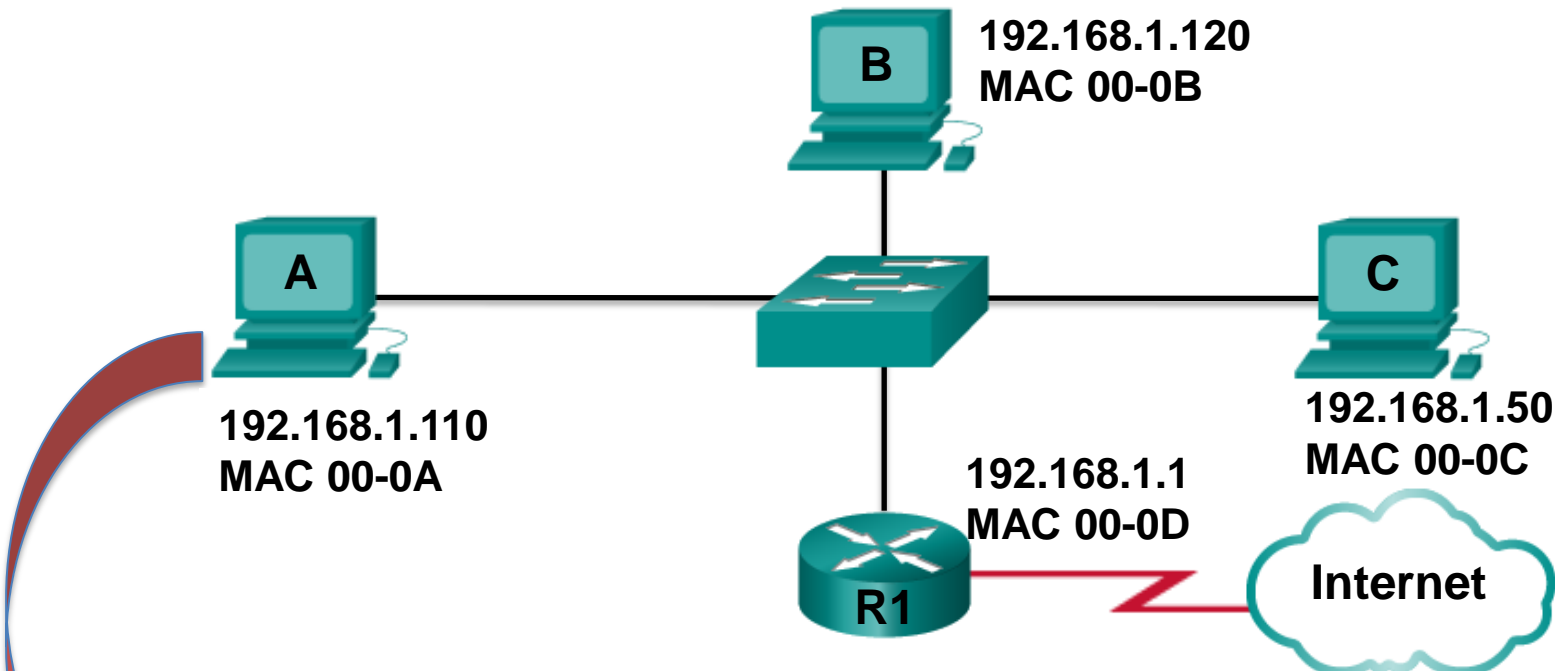 B
192.168.1.120
MAC 00-0B
A
192.168.1.110
MAC 00-0A
C
192.168.1.50
MAC 00-0C
192.168.1.1
MAC 00-0D
R1
Internet